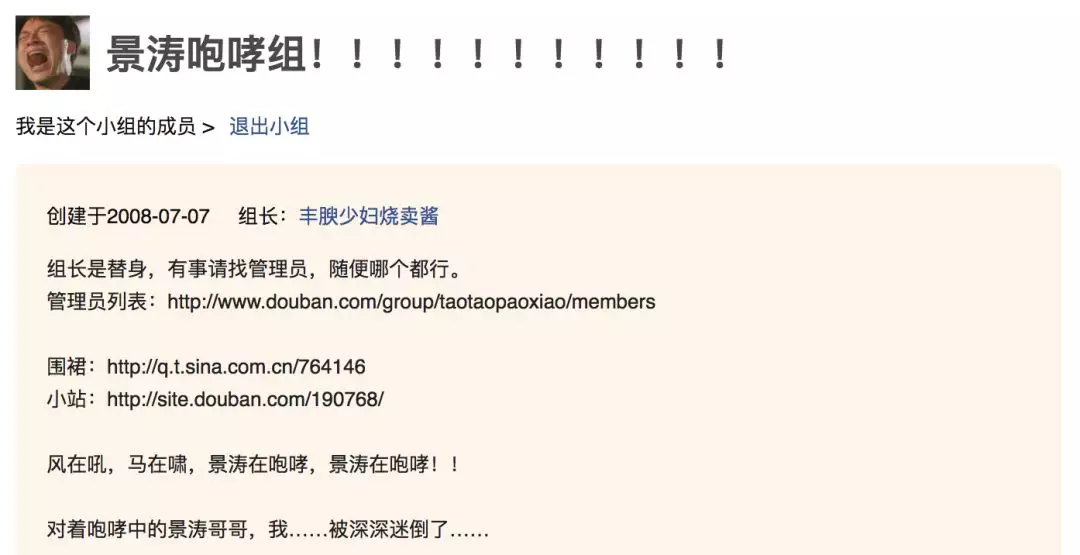 景涛咆哮组！！！！！！！！！！！
我是这个小组的成员 > 退出小组
创建于2008-07-07 组长：丰腴少妇烧卖酱
组长是替身，有事请找管理员，随便哪个都行。
管理员列表：http://www.douban.com/group/taotaopaoxiao/members
围裙：http://q.t.sina.com.cn/764146
小站：http://site.douban.com/190768/
风在吼，马在啸，景涛在咆哮，景涛在咆哮！！
对着咆哮中的景涛哥哥，我……被深深迷倒了……